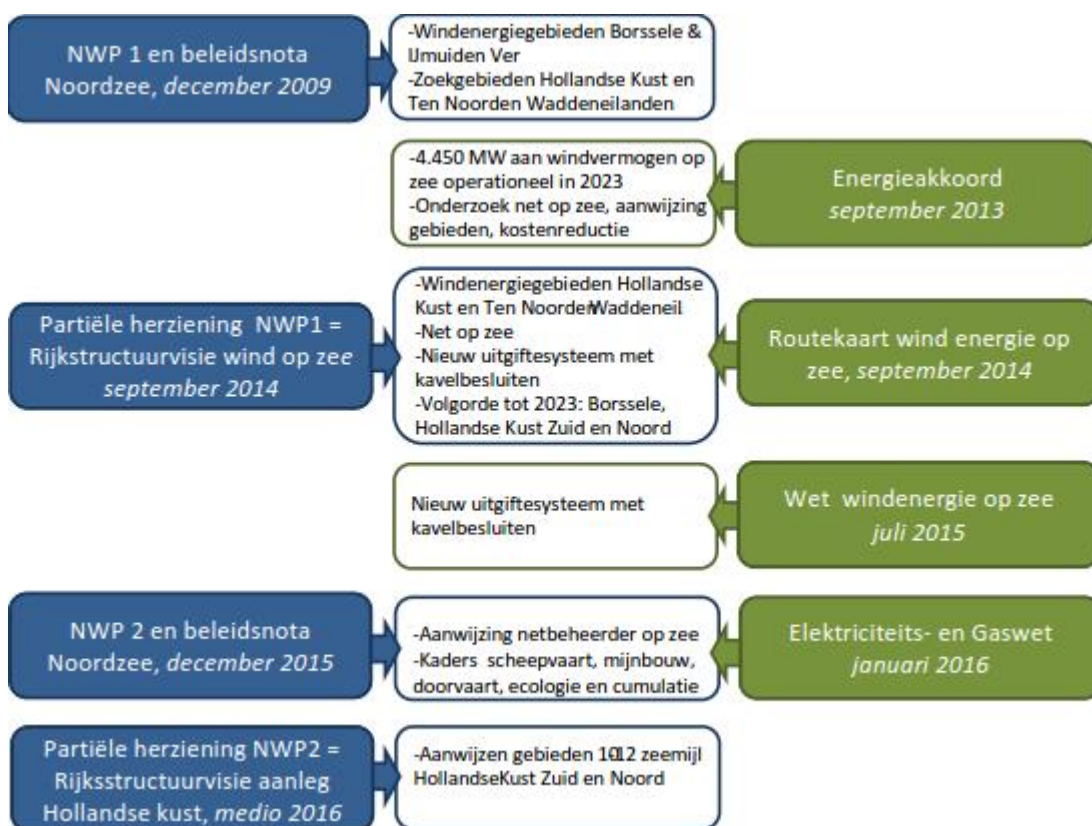 NWP 1 en beleidsnota
Noordzee, december 2009
-Windenergiegebieden Borssele &
IJmuiden Ver
-Zoekgebieden Hollandse Kust en
Ten Noorden Waddeneilanden
-4.450 MW aan windvermogen op
zee operationeel in 2023
-Onderzoek net op zee, aanwijzing
gebieden, kostenreductie
Energieakkoord
september 2013
Partiële herziening NWP1 =
Rijkstructuurvisie wind op zee
september 2014
-Windenergiegebieden Hollandse
Kust en Ten Noorden Waddeneil
-Net op zee
-Nieuw uitgiftesysteem met
kavelbesluiten
-Volgorde tot 2023: Borssele,
Hollandse Kust Zuid en Noord
Routekaart wind energie op
zee, september 2014
Nieuw uitgiftesysteem met
kavelbesluiten
Wet windenergie op zee
juli 2015
NWP 2 en beleidsnota
Noordzee, december 2015
-Aanwijzing netbeheerder op zee
-Kaders scheepvaart, mijnbouw,
doorvaart, ecologie en cumulatie
Elektriciteits- en Gaswet
januari 2016
Partiële herziening NWP2 =
Rijksstructuurvisie aanleg
Hollandse kust, medio 2016
-Aanwijzen gebieden 10-12 zeemijl
HollandseKust Zuid en Noord